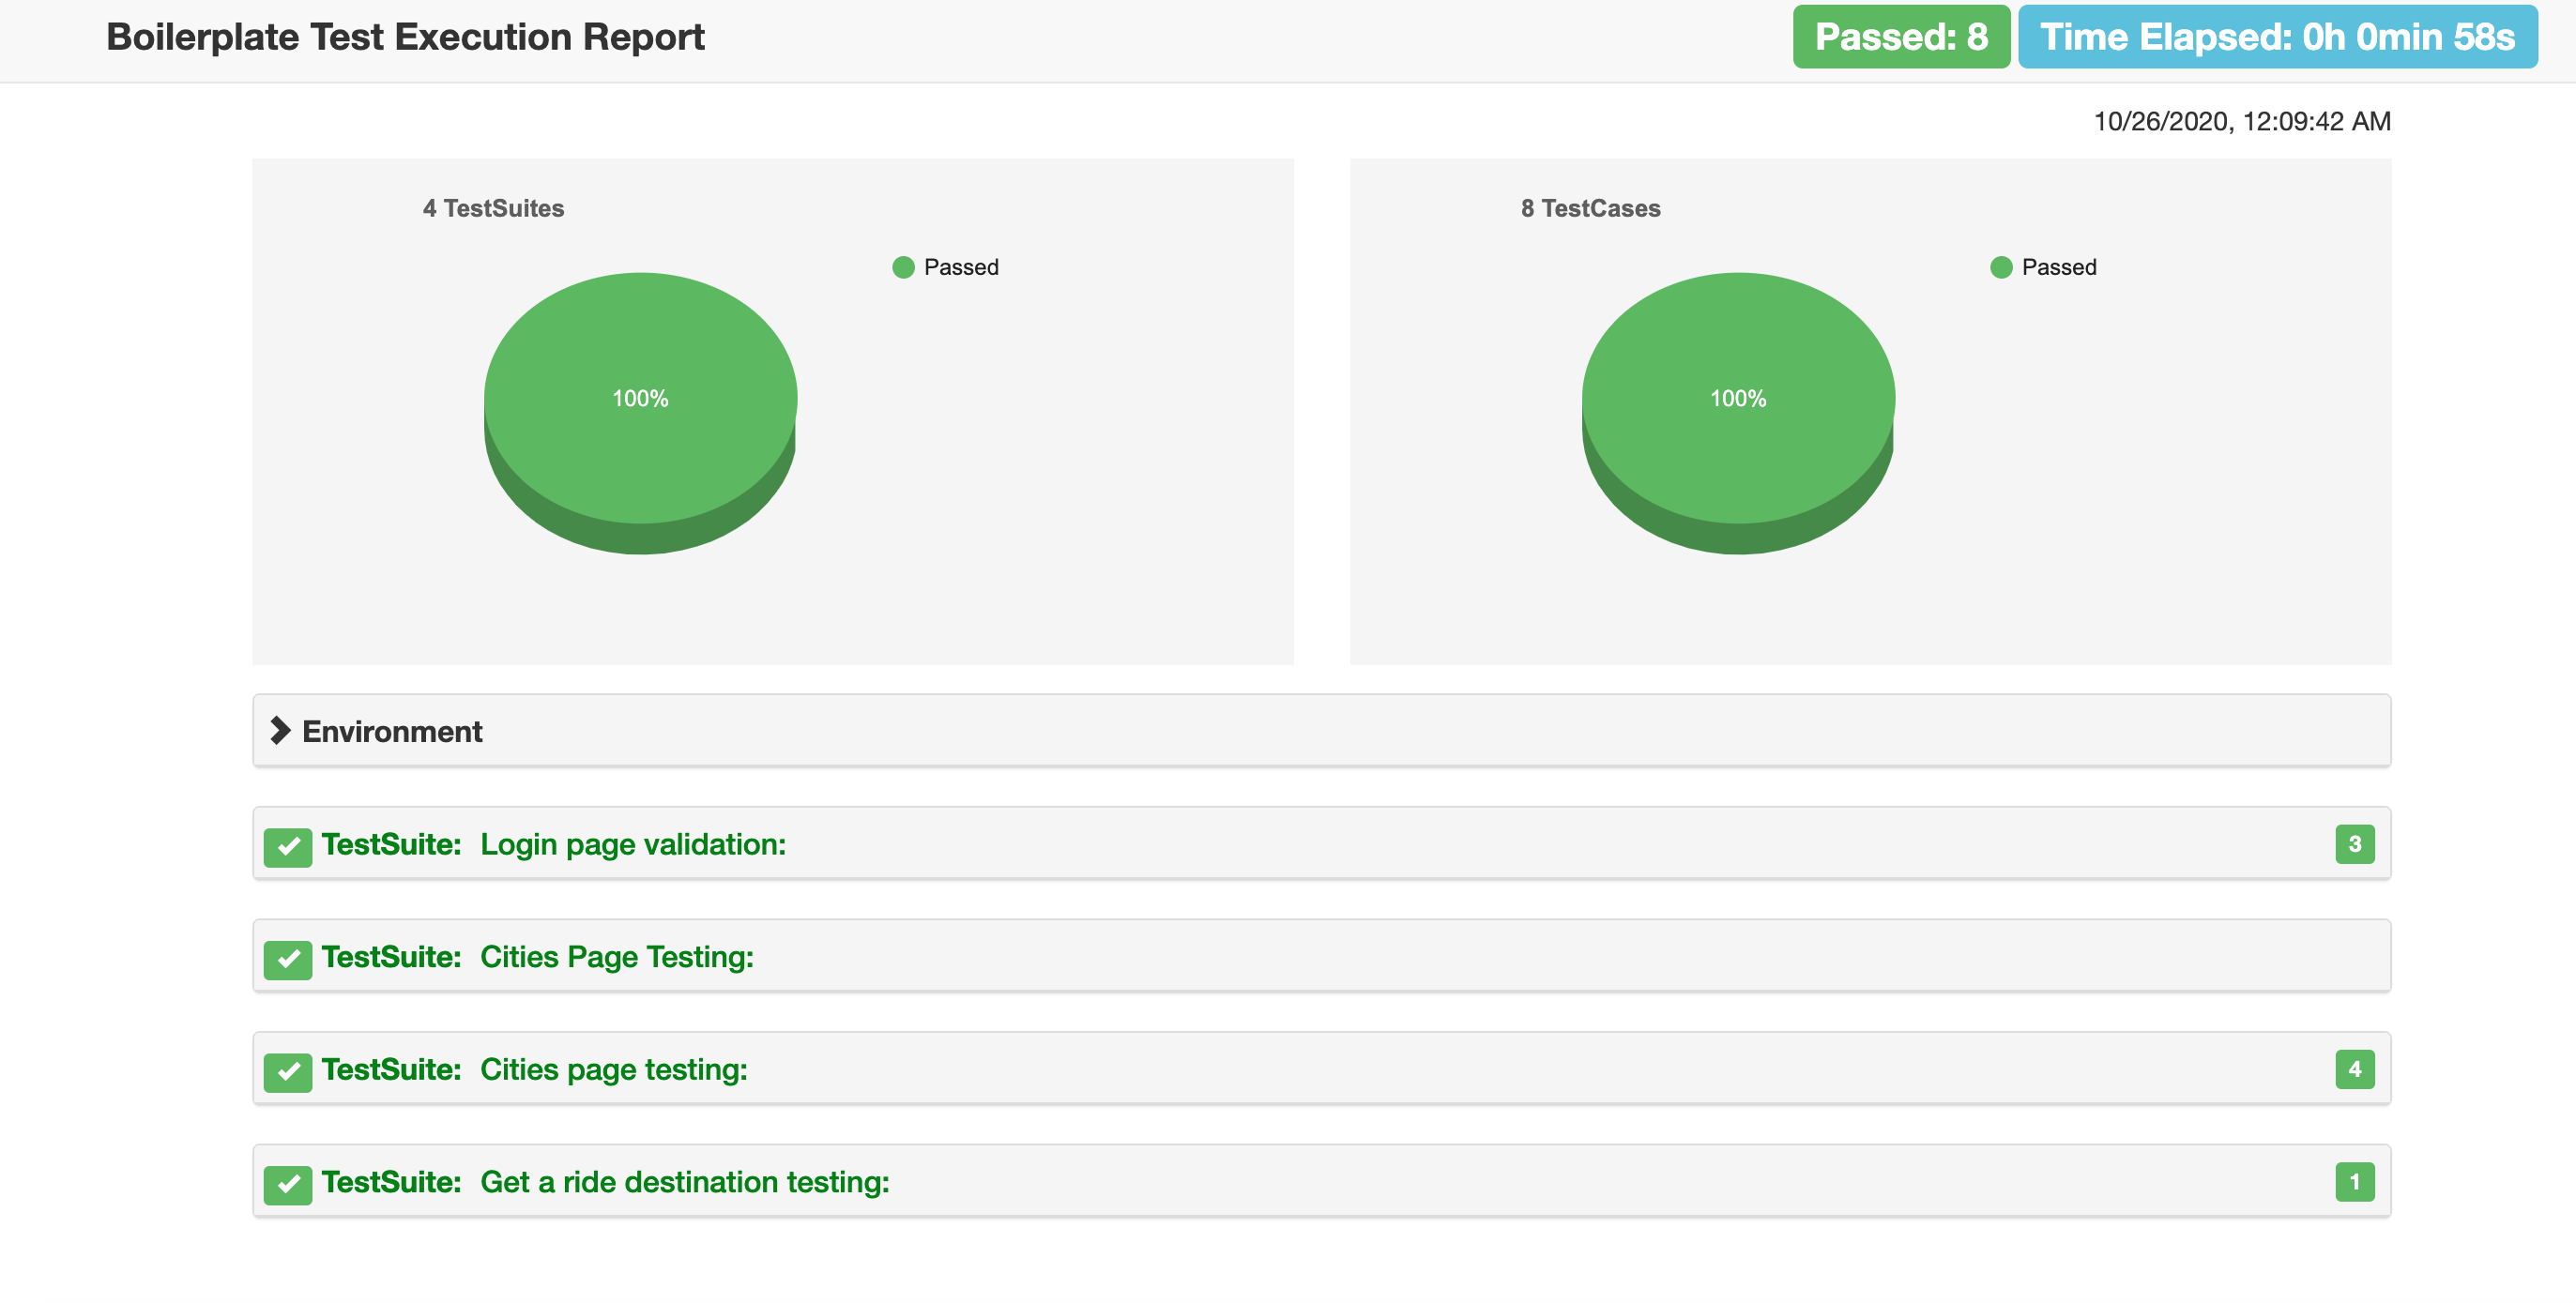 Boilerplate Test Execution Report
Passed: 8 Time Elapsed: 0h 0min 58s
10/26/2020, 12:09:42 AM
4 TestSuites
Passed
100%
8 TestCases
Passed
100%
Environment
TestSuite: Login page validation: 3
TestSuite: Cities Page Testing:
TestSuite: Cities page testing: 4
TestSuite: Get a ride destination testing: 1